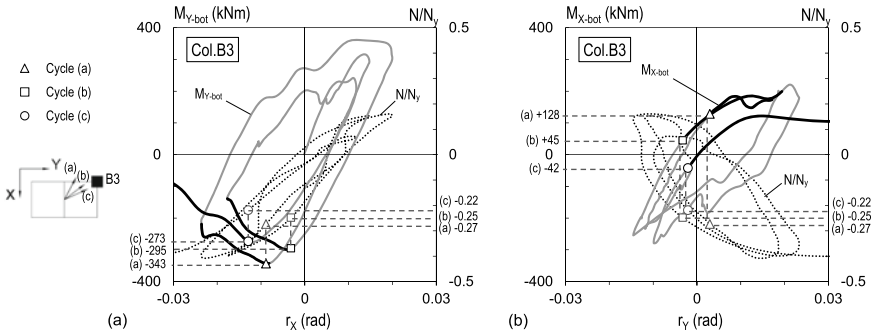 M_Y-bot (kNm)
N/N_y
400
0.5
Col.B3
M_Y-bot
N/N_y
0
0
(c) -0.22
(b) -0.25
(a) -0.27
(c) -273
(b) -295
(a) -343
-400
-0.5
-0.03
0
0.03
(a)
r_X (rad)
Cycle (a)
Cycle (b)
Cycle (c)
Y
(a)
(b)
B3
X
(c)
M_X-bot (kNm)
N/N_y
400
0.5
Col.B3
M_X-bot
(a) +128
(b) +45
0
0
(c) -42
N/N_y
(c) -0.22
(b) -0.25
(a) -0.27
-400
-0.5
-0.03
0
0.03
(b)
r_Y (rad)